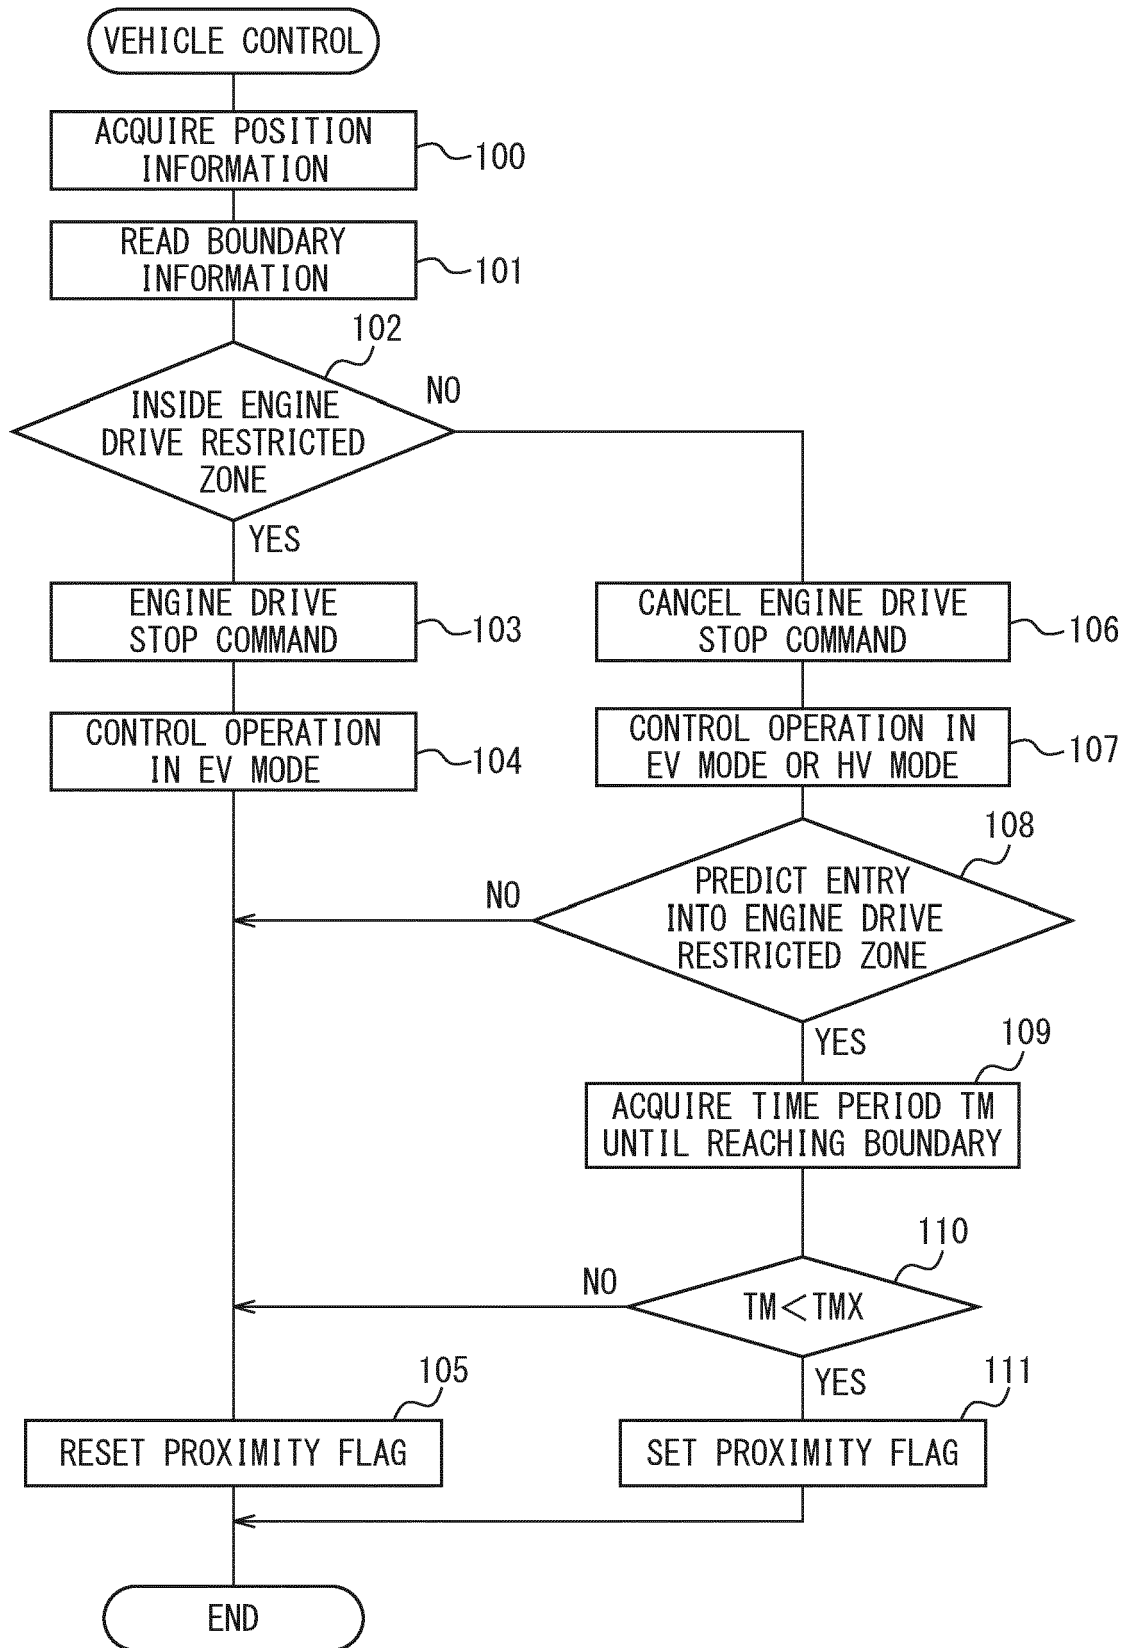 VEHICLE CONTROL
ACQUIRE POSITION
INFORMATION
100
READ BOUNDARY
INFORMATION
101
102
INSIDE ENGINE
DRIVE RESTRICTED
ZONE
NO
YES
ENGINE DRIVE
STOP COMMAND
103
CONTROL OPERATION
IN EV MODE
104
CANCEL ENGINE DRIVE
STOP COMMAND
106
CONTROL OPERATION IN
EV MODE OR HV MODE
107
108
PREDICT ENTRY
INTO ENGINE DRIVE
RESTRICTED ZONE
NO
YES
109
ACQUIRE TIME PERIOD TM
UNTIL REACHING BOUNDARY
110
TM<TMX
NO
YES
105
RESET PROXIMITY FLAG
111
SET PROXIMITY FLAG
END